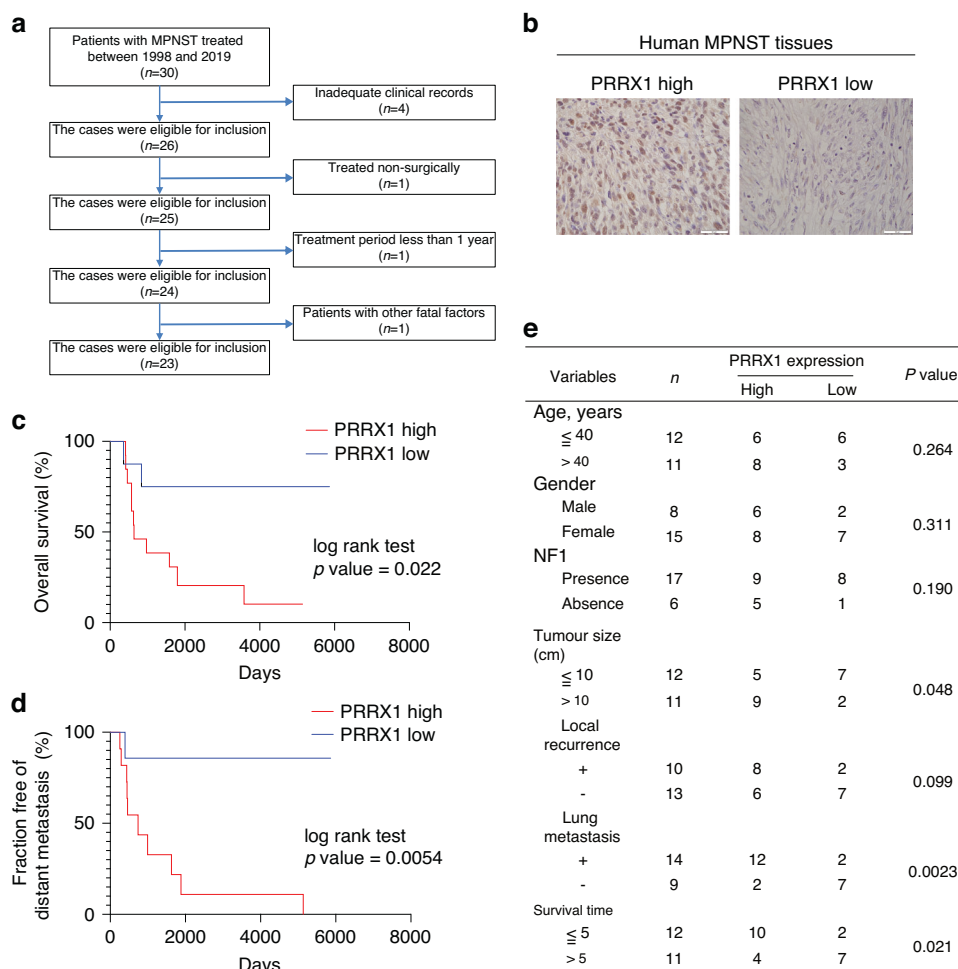 a
Patients with MPNST treated
between 1998 and 2019
(n=30)
Inadequate clinical records
(n=4)
The cases were eligible for inclusion
(n=26)
Treated non-surgically
(n=1)
The cases were eligible for inclusion
(n=25)
Treatment period less than 1 year
(n=1)
The cases were eligible for inclusion
(n=24)
Patients with other fatal factors
(n=1)
The cases were eligible for inclusion
(n=23)
b
Human MPNST tissues
PRRX1 high PRRX1 low
c
PRRX1 high
PRRX1 low
Overall survival (%)
100
50
0
log rank test
p value = 0.022
0 2000 4000 6000 8000
Days
d
PRRX1 high
PRRX1 low
Fraction free of
distant metastasis (%)
100
50
0
log rank test
p value = 0.0054
0 2000 4000 6000 8000
Days
e
Variables n PRRX1 expression P value
High Low
Age, years
≦ 40 12 6 6 0.264
> 40 11 8 3
Gender
Male 8 6 2 0.311
Female 15 8 7
NF1
Presence 17 9 8 0.190
Absence 6 5 1
Tumour size
(cm)
≦ 10 12 5 7 0.048
> 10 11 9 2
Local
recurrence
+ 10 8 2 0.099
- 13 6 7
Lung
metastasis
+ 14 12 2 0.0023
- 9 2 7
Survival time
≦ 5 12 10 2 0.021
> 5 11 4 7